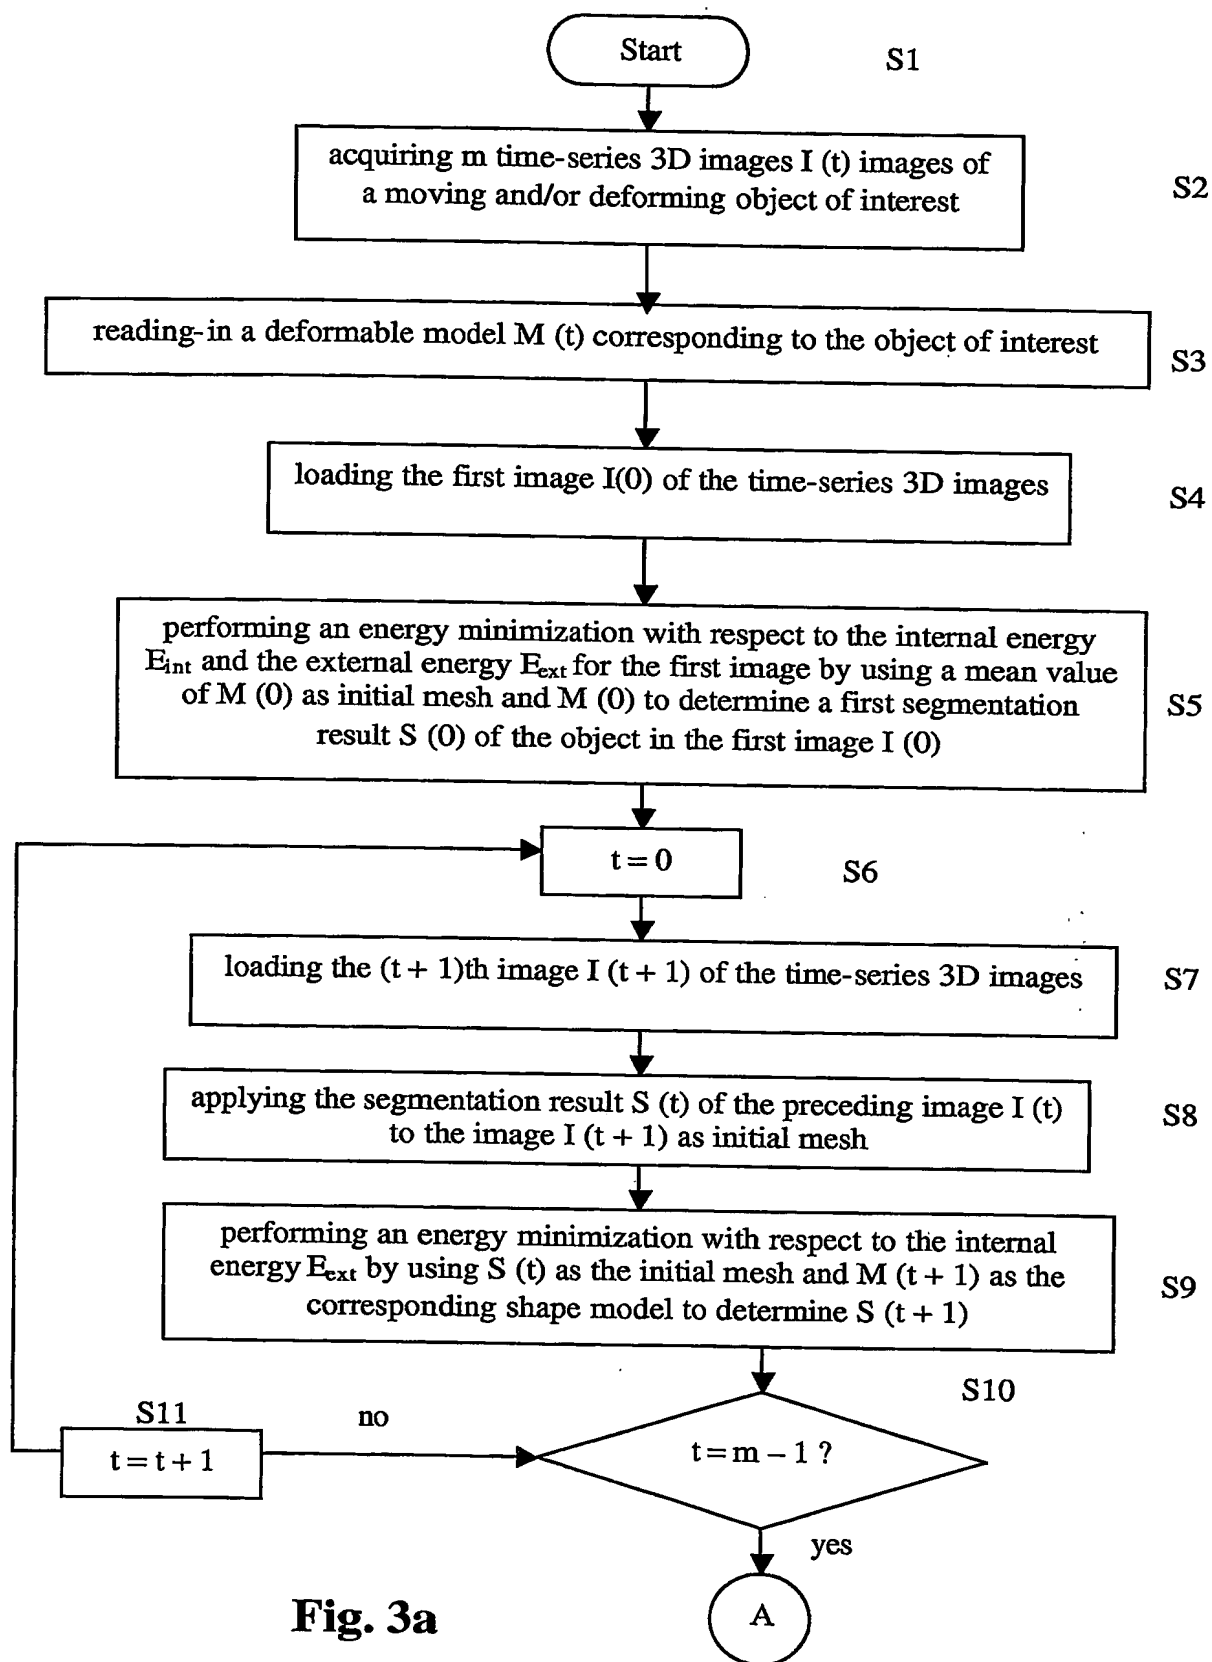 Start
S1
acquiring m time-series 3D images I (t) images of
a moving and/or deforming object of interest
S2
reading-in a deformable model M (t) corresponding to the object of interest
S3
loading the first image I(0) of the time-series 3D images
S4
performing an energy minimization with respect to the internal energy
Eint and the external energy Eext for the first image by using a mean value
of M (0) as initial mesh and M (0) to determine a first segmentation
result S (0) of the object in the first image I (0)
S5
t = 0
S6
loading the (t + 1)th image I (t + 1) of the time-series 3D images
S7
applying the segmentation result S (t) of the preceding image I (t)
to the image I (t + 1) as initial mesh
S8
performing an energy minimization with respect to the internal
energy Eext by using S (t) as the initial mesh and M (t + 1) as the
corresponding shape model to determine S (t + 1)
S9
S10
S11
no
t = t + 1
t = m – 1 ?
yes
A
Fig. 3a